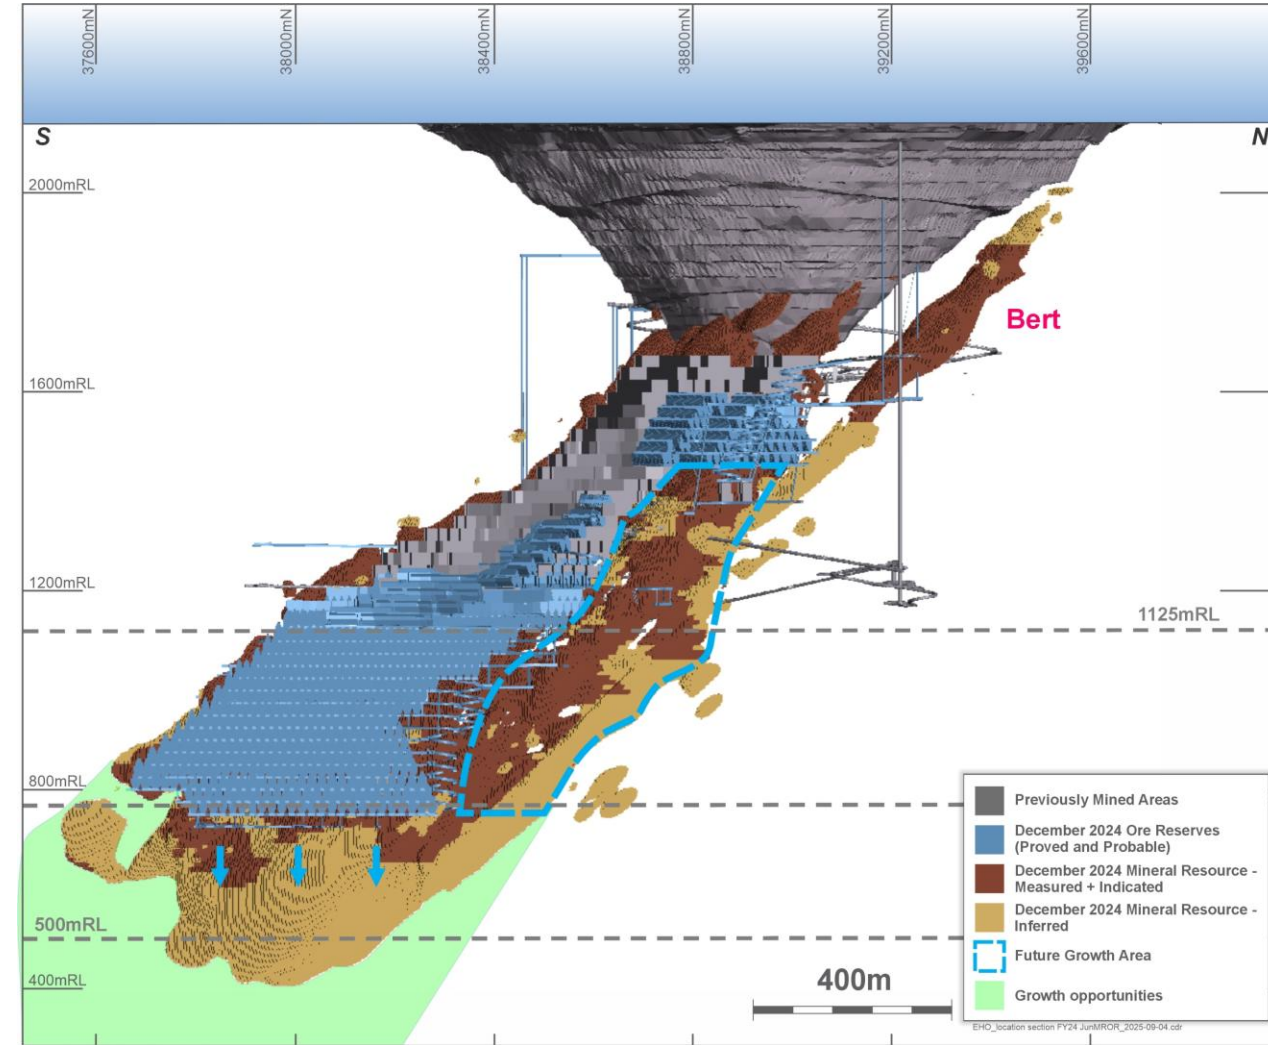 37600mN
38000mN
38400mN
38800mN
39200mN
39600mN
S
N
2000mRL
Bert
1600mRL
1200mRL
1125mRL
800mRL
500mRL
400mRL
400m
Previously Mined Areas
December 2024 Ore Reserves
(Proved and Probable)
December 2024 Mineral Resource -
Measured + Indicated
December 2024 Mineral Resource -
Inferred
Future Growth Area
Growth opportunities
EHO_location section FY24 JunMROR_2025-09-04.cdr